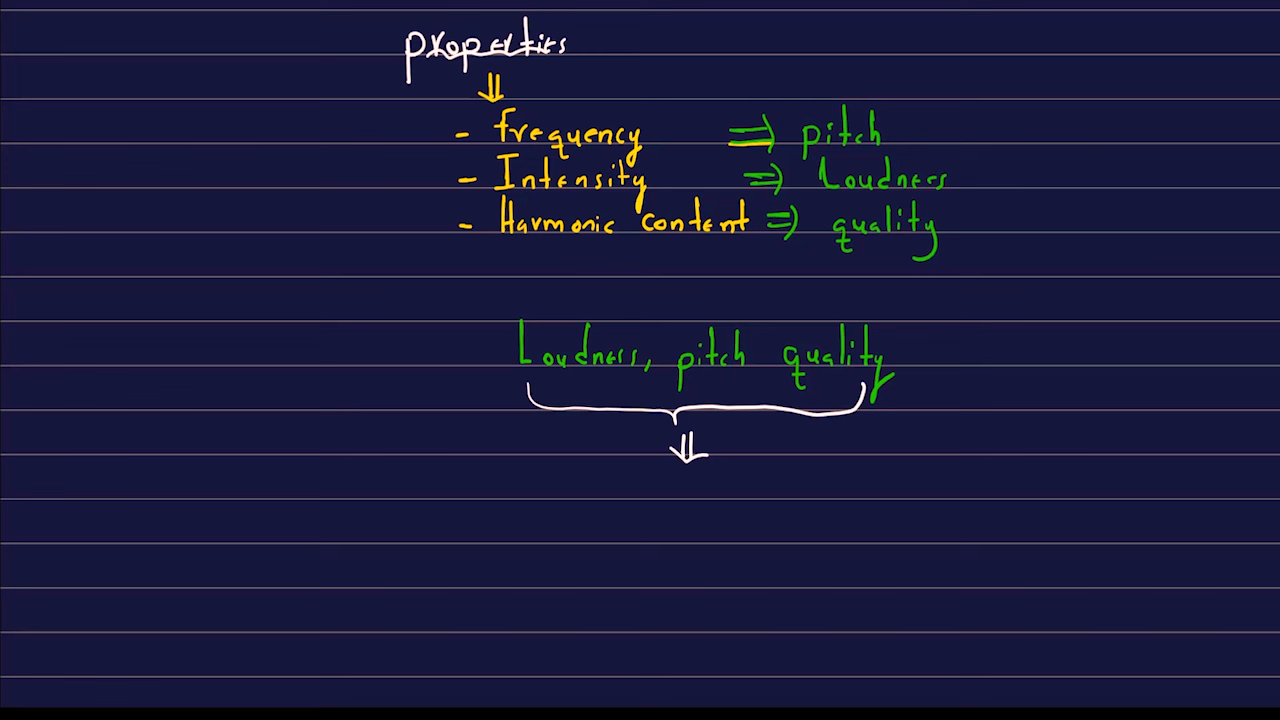 properties
⇓
- frequency ⇒ pitch
- Intensity ⇒ Loudness
- Harmonic content ⇒ quality
Loudness, pitch quality
⇓